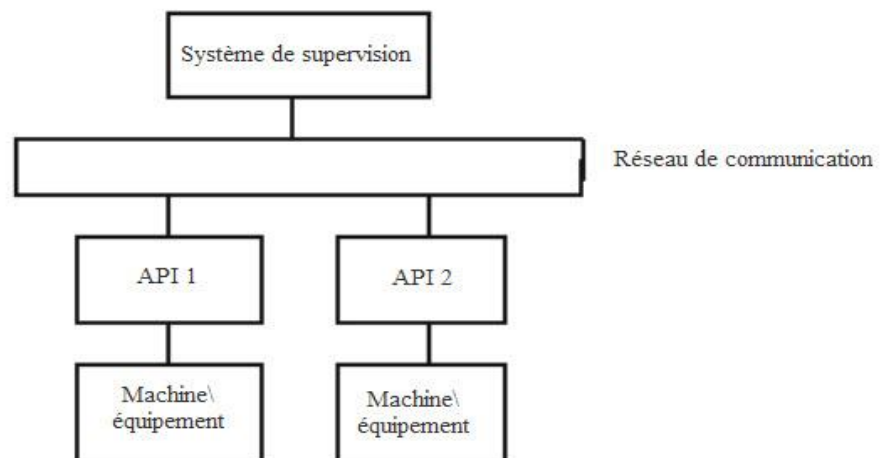 Système de supervision
Réseau de communication
API 1
API 2
Machine\
équipement
Machine\
équipement